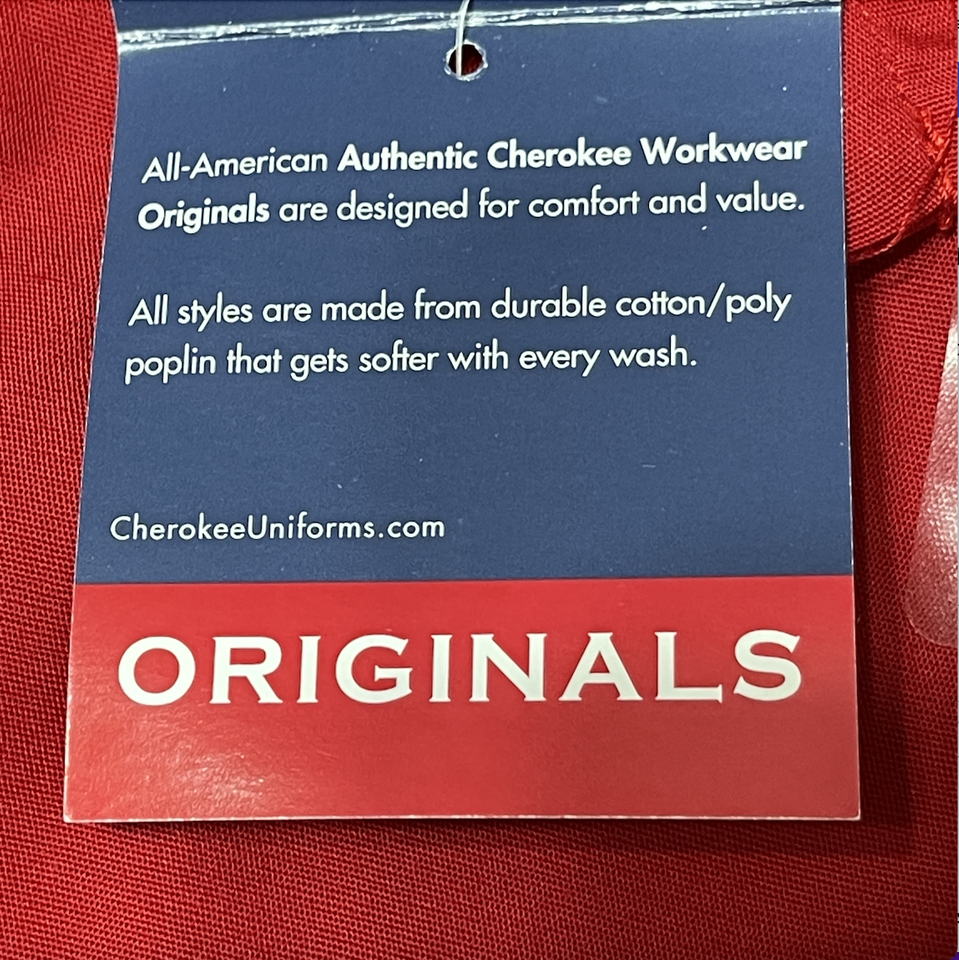 All-American Authentic Cherokee Workwear
Originals are designed for comfort and value.
All styles are made from durable cotton/poly
poplin that gets softer with every wash.
CherokeeUniforms.com
ORIGINALS